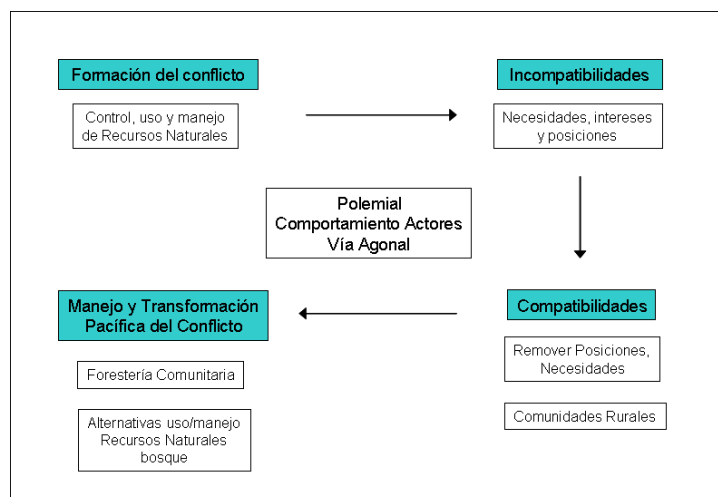 Formación del conflicto
Control, uso y manejo
de Recursos Naturales
Incompatibilidades
Necesidades, intereses
y posiciones
Polemial
Comportamiento Actores
Vía Agonal
Manejo y Transformación
Pacífica del Conflicto
Forestería Comunitaria
Alternativas uso/manejo
Recursos Naturales
bosque
Compatibilidades
Remover Posiciones,
Necesidades
Comunidades Rurales